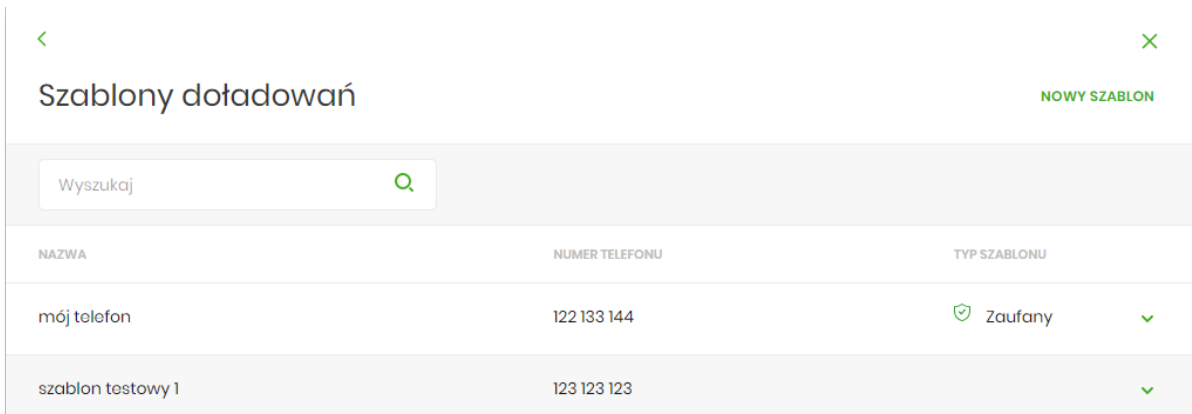 Szablony doładowań
NOWY SZABLON
Wyszukaj
NAZWA NUMER TELEFONU TYP SZABLONU
mój telefon 122 133 144 Zaufany
szablon testowy 1 123 123 123